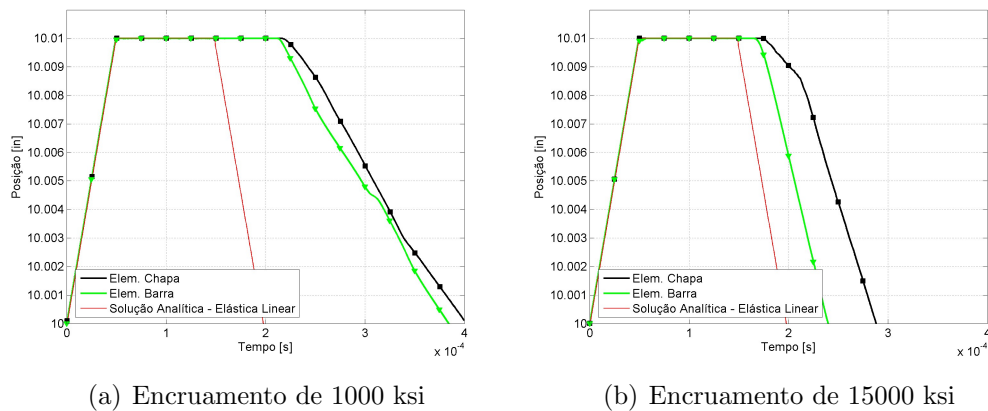 10.01
10.009
10.008
10.007
10.006
10.005
10.004
10.003
10.002
10.001
10
Posição [in]
0
1
2
3
4
Tempo [s]
x 10-4
Elem. Chapa
Elem. Barra
Solução Analítica - Elástica Linear
(a) Encruamento de 1000 ksi
10.01
10.009
10.008
10.007
10.006
10.005
10.004
10.003
10.002
10.001
10
Posição [in]
0
1
2
3
4
Tempo [s]
x 10-4
Elem. Chapa
Elem. Barra
Solução Analítica - Elástica Linear
(b) Encruamento de 15000 ksi